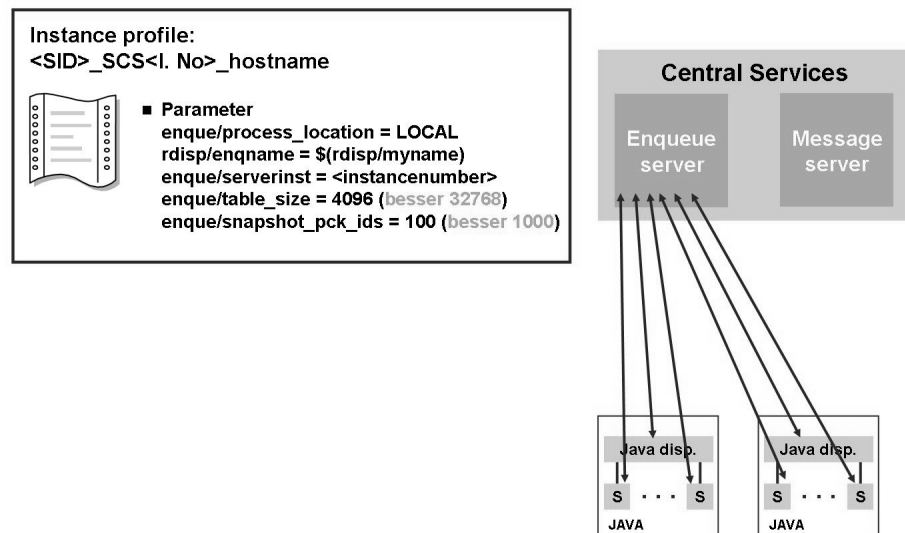 Instance profile:
<SID>_SCS<I. No>_hostname
■ Parameter
enque/process_location = LOCAL
rdisp/enqname = $(rdisp/myname)
enque/serverinst = <instancenumber>
enque/table_size = 4096 (besser 32768)
enque/snapshot_pck_ids = 100 (besser 1000)
Central Services
Enqueue
server
Message
server
Java disp.
S . . . S
JAVA
Java disp.
S . . . S
JAVA